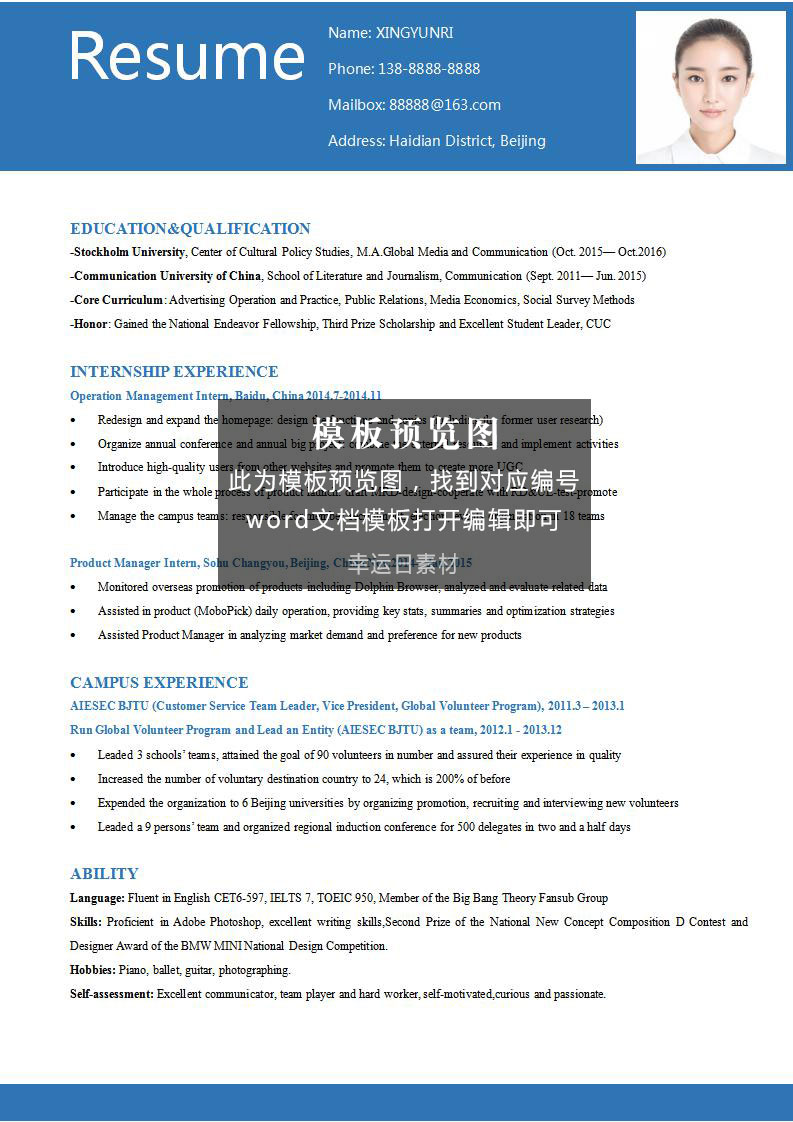 Resume
Name: XINGYUNRI
Phone: 138-8888-8888
Mailbox: 88888@163.com
Address: Haidian District, Beijing
EDUCATION&QUALIFICATION
-Stockholm University, Center of Cultural Policy Studies, M.A.Global Media and Communication (Oct. 2015— Oct.2016)
-Communication University of China, School of Literature and Journalism, Communication (Sept. 2011— Jun. 2015)
-Core Curriculum: Advertising Operation and Practice, Public Relations, Media Economics, Social Survey Methods
-Honor: Gained the National Endeavor Fellowship, Third Prize Scholarship and Excellent Student Leader, CUC
INTERNSHIP EXPERIENCE
Operation Management Intern, Baidu, China 2014.7-2014.11
• Redesign and expand the homepage: design the former user research)
• Organize annual conference and annual big and implement activities
• Introduce high-quality users from other websites and promote them to create more UGC
• Participate in the whole process of product launch: draft MRD-design-cooperate with RD&UE-test-promote
• Manage the campus teams: 18 teams
模板预览图
此为模板预览图，找到对应编号
word文档模板打开编辑即可
幸运日素材
Product Manager Intern, Sohu Changyou, Beijing, 2015
• Monitored overseas promotion of products including Dolphin Browser, analyzed and evaluate related data
• Assisted in product (MoboPick) daily operation, providing key stats, summaries and optimization strategies
• Assisted Product Manager in analyzing market demand and preference for new products
CAMPUS EXPERIENCE
AIESEC BJTU (Customer Service Team Leader, Vice President, Global Volunteer Program), 2011.3 – 2013.1
Run Global Volunteer Program and Lead an Entity (AIESEC BJTU) as a team, 2012.1 - 2013.12
• Leaded 3 schools’ teams, attained the goal of 90 volunteers in number and assured their experience in quality
• Increased the number of voluntary destination country to 24, which is 200% of before
• Expended the organization to 6 Beijing universities by organizing promotion, recruiting and interviewing new volunteers
• Leaded a 9 persons’ team and organized regional induction conference for 500 delegates in two and a half days
ABILITY
Language: Fluent in English CET6-597, IELTS 7, TOEIC 950, Member of the Big Bang Theory Fansub Group
Skills: Proficient in Adobe Photoshop, excellent writing skills,Second Prize of the National New Concept Composition D Contest and
Designer Award of the BMW MINI National Design Competition.
Hobbies: Piano, ballet, guitar, photographing.
Self-assessment: Excellent communicator, team player and hard worker, self-motivated,curious and passionate.